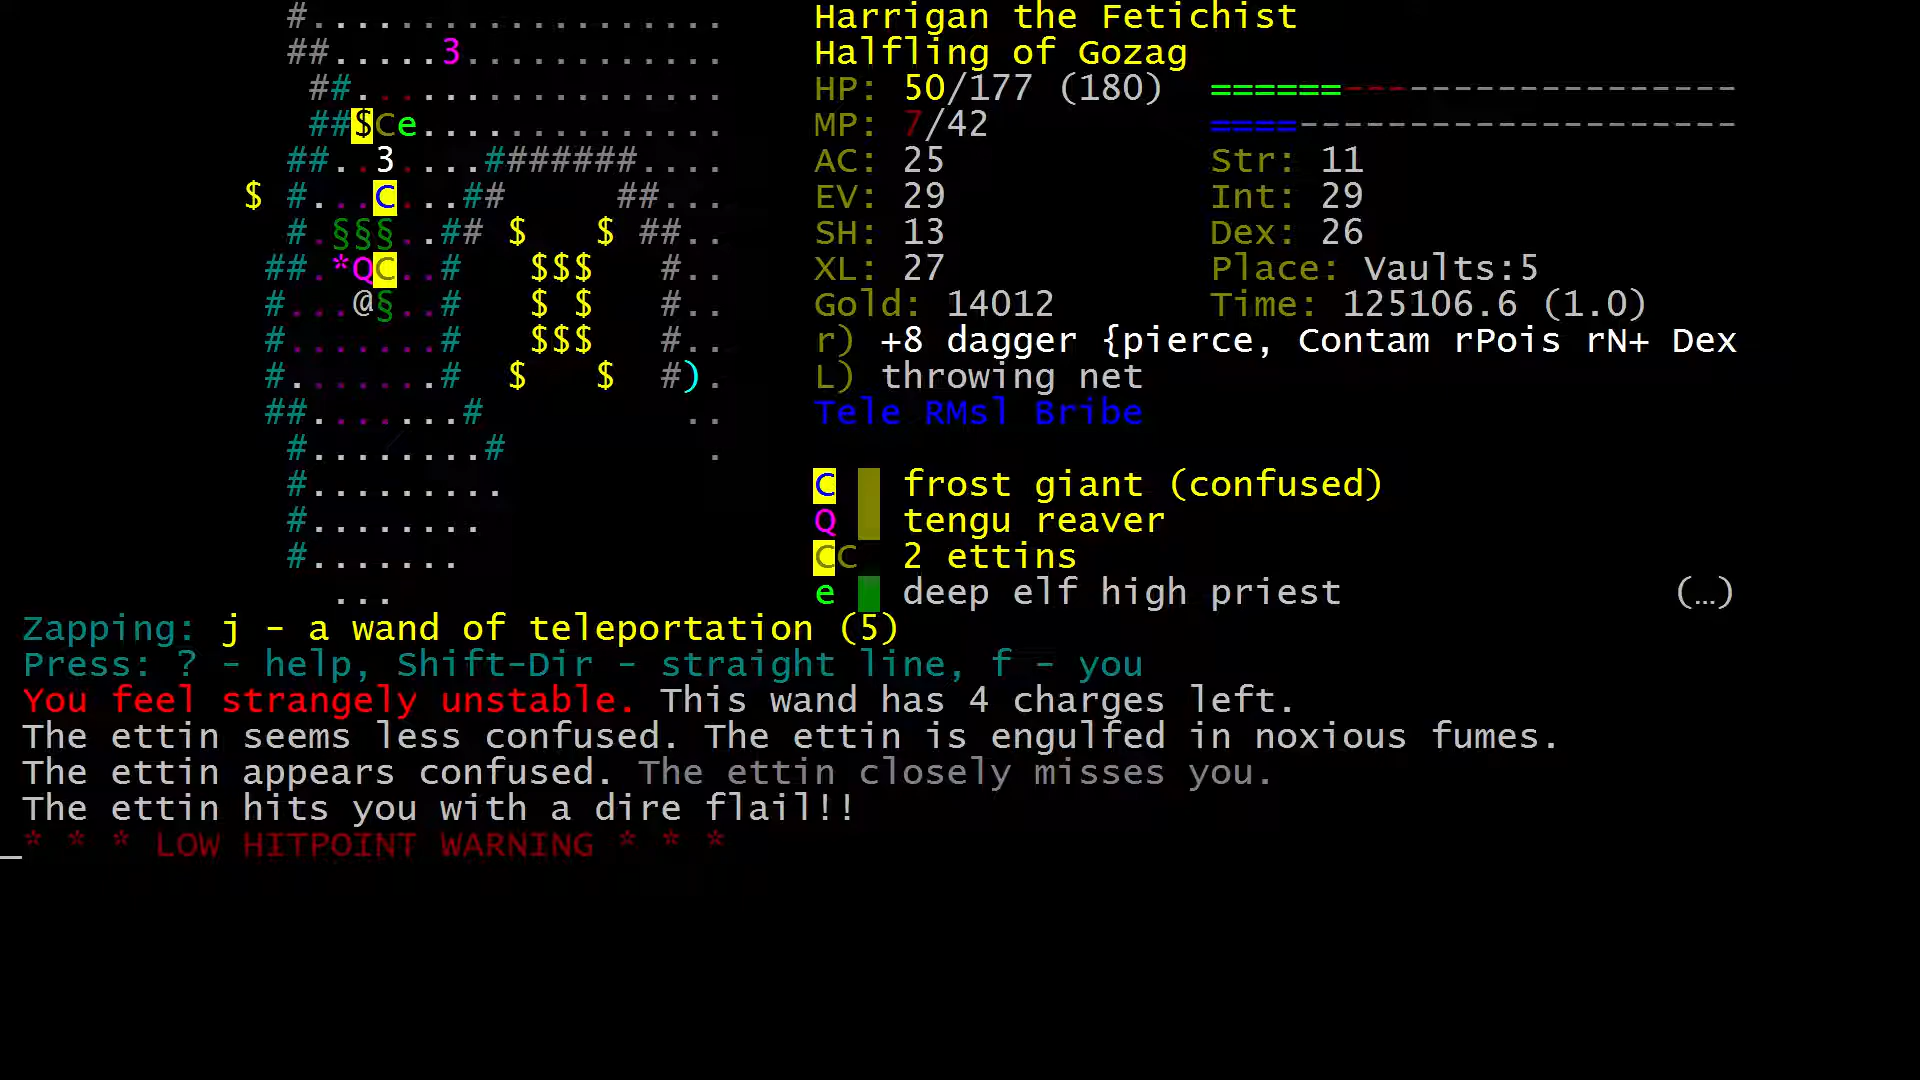 #...................
##.....3............
##..................
##$Ce..............
##..3....#######....
$ #...C...## ##...
#.§§§..## $ $ ##..
##.*QC..# $$$ #..
#...@§..# $ $ #..
#.......# $$$ #..
#.......# $ $ #).
##.......# ..
#........# .
#.........
#........
#.......
...
Harrigan the Fetichist
Halfling of Gozag
HP: 50/177 (180) ======------------------
MP: 7/42 ====--------------------
AC: 25 Str: 11
EV: 29 Int: 29
SH: 13 Dex: 26
XL: 27 Place: Vaults:5
Gold: 14012 Time: 125106.6 (1.0)
r) +8 dagger {pierce, Contam rPois rN+ Dex
L) throwing net
Tele RMsl Bribe
C frost giant (confused)
Q tengu reaver
CC 2 ettins
e deep elf high priest (…)
Zapping: j - a wand of teleportation (5)
Press: ? - help, Shift-Dir - straight line, f - you
You feel strangely unstable. This wand has 4 charges left.
The ettin seems less confused. The ettin is engulfed in noxious fumes.
The ettin appears confused. The ettin closely misses you.
The ettin hits you with a dire flail!!
* * * LOW HITPOINT WARNING * * *
_